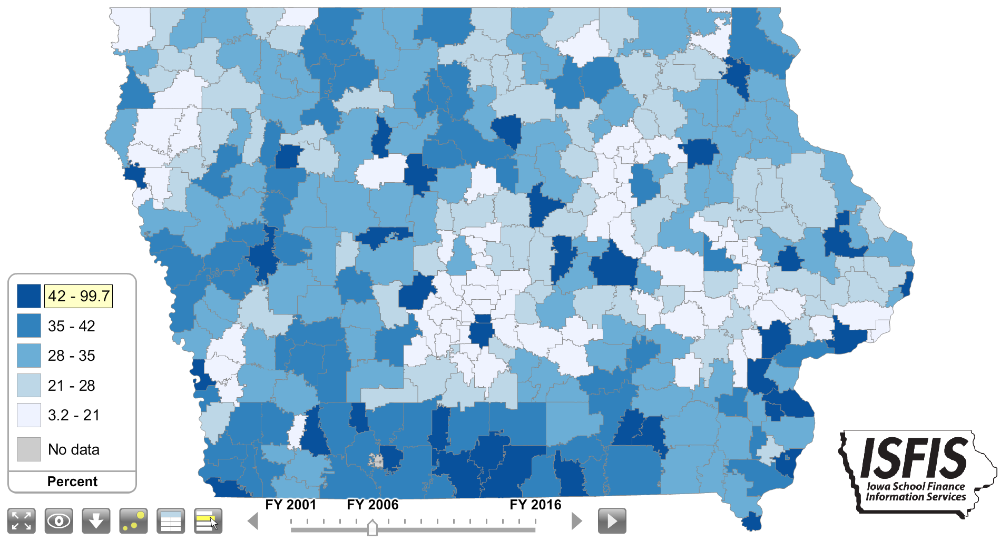 42 - 99.7
35 - 42
28 - 35
21 - 28
3.2 - 21
No data
Percent
FY 2001 FY 2006 FY 2016
ISFIS
Iowa School Finance
Information Services